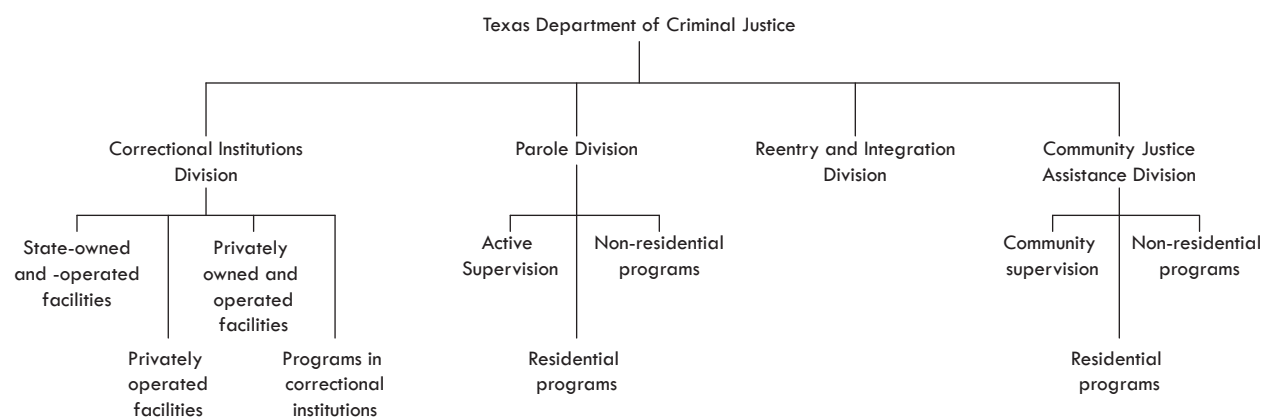 Texas Department of Criminal Justice
Correctional Institutions
Division
Parole Division
Reentry and Integration
Division
Community Justice
Assistance Division
State-owned
and -operated
facilities
Privately
owned and
operated
facilities
Active
Supervision
Non-residential
programs
Community
supervision
Non-residential
programs
Privately
operated
facilities
Programs in
correctional
institutions
Residential
programs
Residential
programs